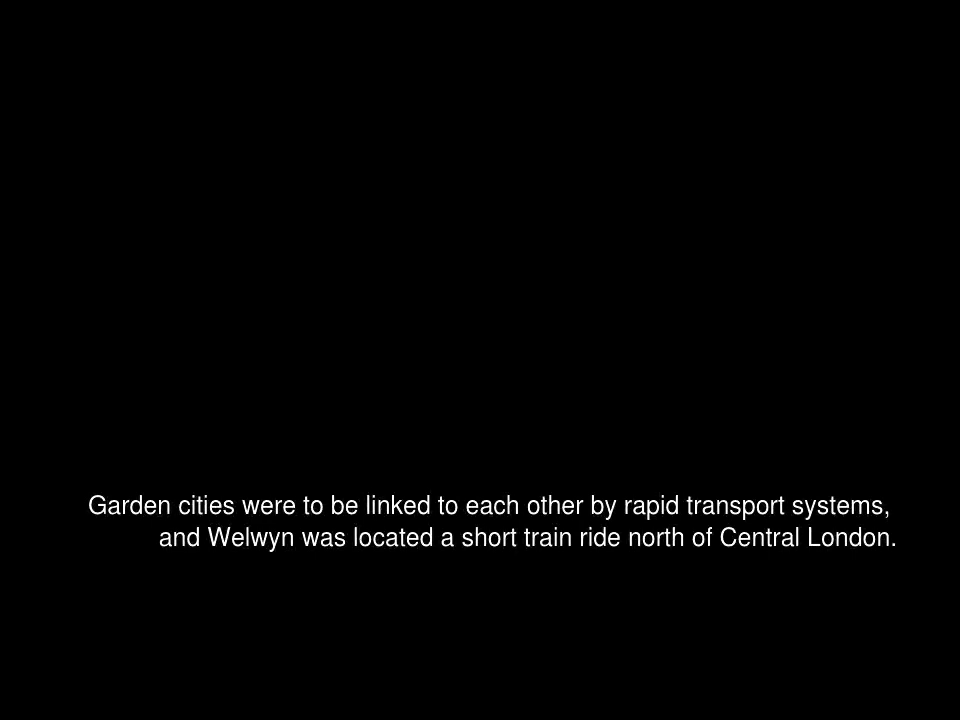 Garden cities were to be linked to each other by rapid transport systems,
and Welwyn was located a short train ride north of Central London.